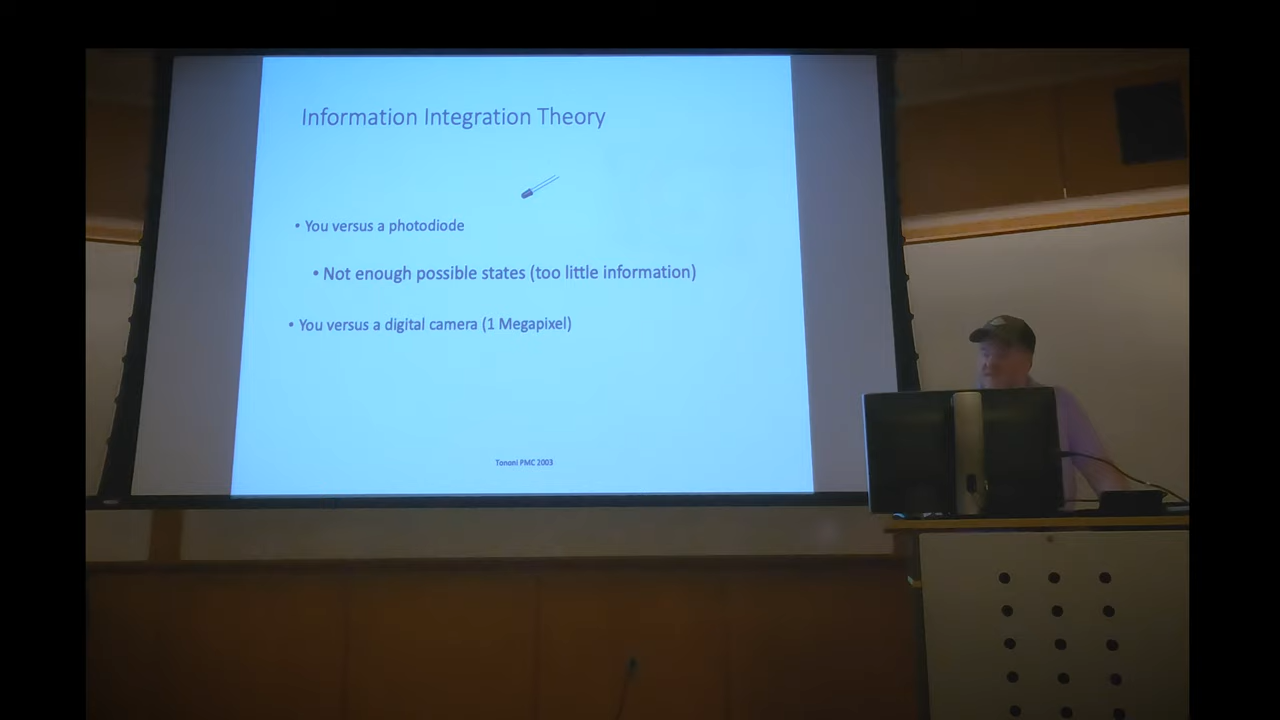 Information Integration Theory
• You versus a photodiode
• Not enough possible states (too little information)
• You versus a digital camera (1 Megapixel)
Tononi PMC 2003